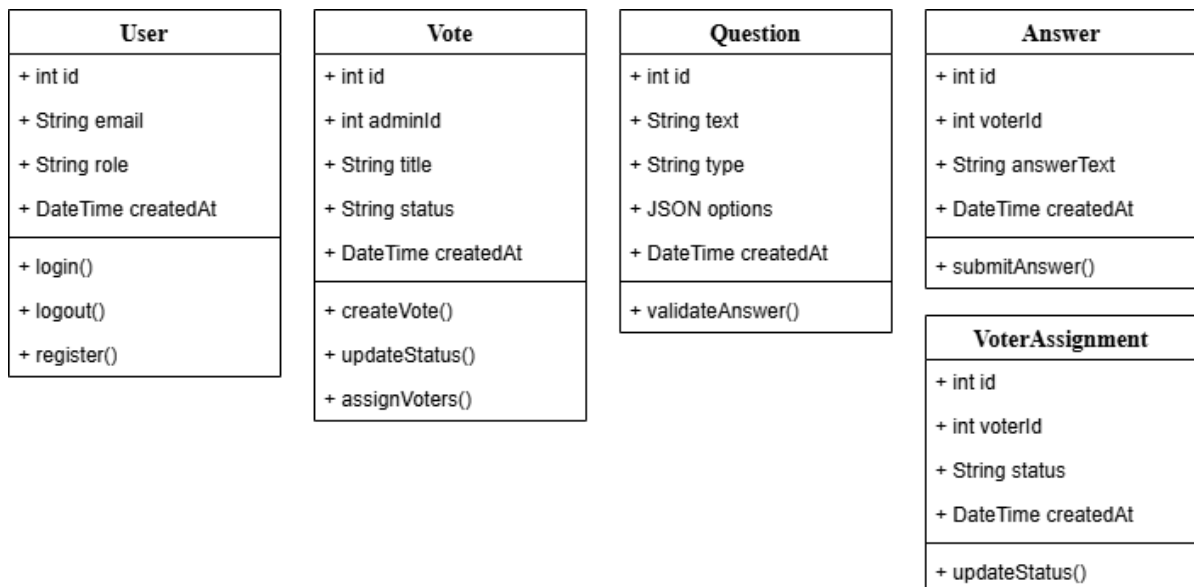 User
+ int id
+ String email
+ String role
+ DateTime createdAt
+ login()
+ logout()
+ register()
Vote
+ int id
+ int adminId
+ String title
+ String status
+ DateTime createdAt
+ createVote()
+ updateStatus()
+ assignVoters()
Question
+ int id
+ String text
+ String type
+ JSON options
+ DateTime createdAt
+ validateAnswer()
Answer
+ int id
+ int voterId
+ String answerText
+ DateTime createdAt
+ submitAnswer()
VoterAssignment
+ int id
+ int voterId
+ String status
+ DateTime createdAt
+ updateStatus()